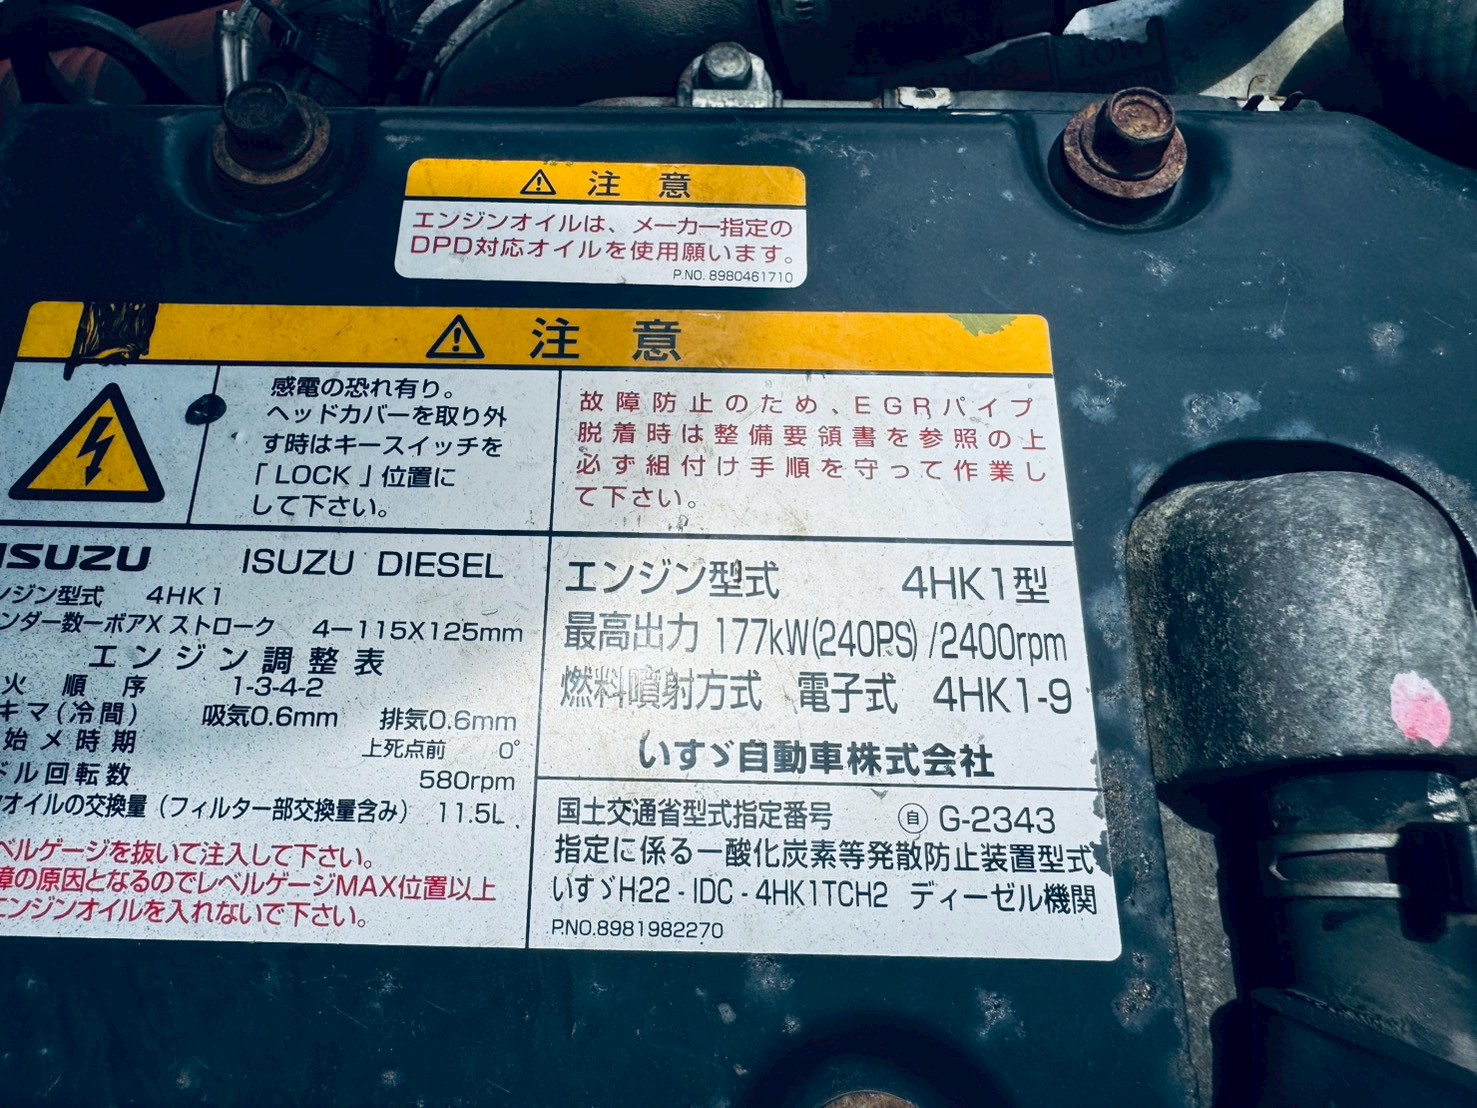 注意
エンジンオイルは、メーカー指定の
DPD対応オイルを使用願います。
P.NO. 8980461710
注意
感電の恐れ有り。
ヘッドカバーを取り外
す時はキースイッチを
「LOCK」位置に
して下さい。
故障防止のため、EGRパイプ
脱着時は整備要領書を参照の上
必ず組付け手順を守って作業し
て下さい。
ISUZU ISUZU DIESEL
ンジン型式 4HK1
ンダー数ーボアXストローク 4ー115X125mm
エンジン調整表
火順序 1-3-4-2
キマ(冷間) 吸気0.6mm 排気0.6mm
始メ時期 上死点前 0°
ドル回転数 580rpm
オイルの交換量(フィルター部交換量含み) 11.5L
ベルゲージを抜いて注入して下さい。
障の原因となるのでレベルゲージMAX位置以上
エンジンオイルを入れないで下さい。
エンジン型式 4HK1型
最高出力 177kW(240PS)/2400rpm
燃料噴射方式 電子式 4HK1-9
いすゞ自動車株式会社
国土交通省型式指定番号 自 G-2343
指定に係る一酸化炭素等発散防止装置型式
いすゞH22-IDC-4HK1TCH2 ディーゼル機関
P.NO.8981982270